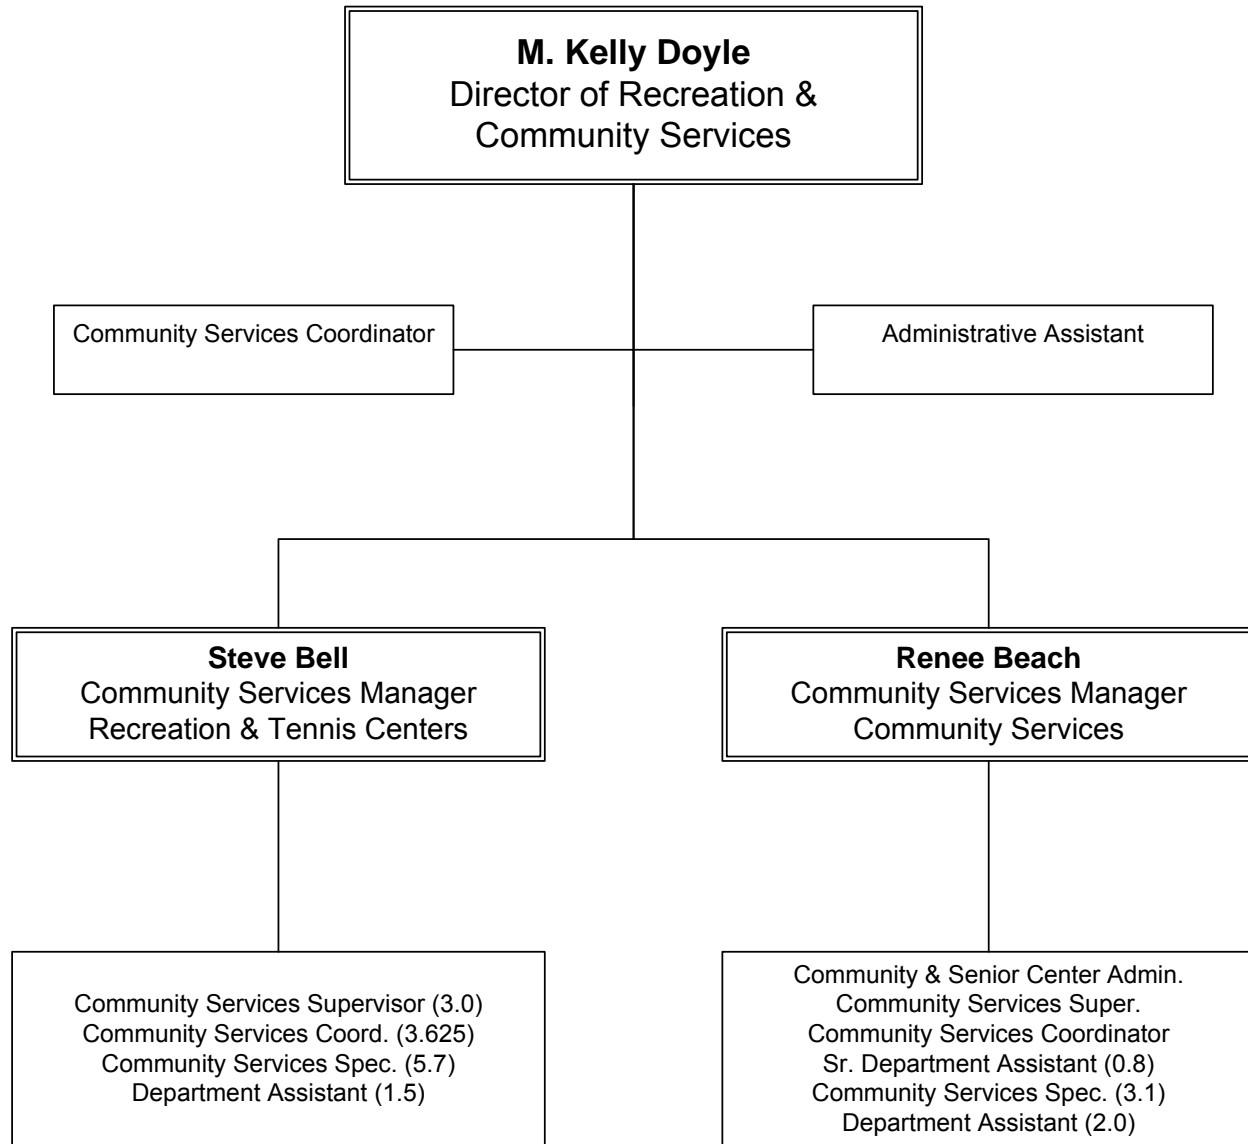 M. Kelly Doyle
Director of Recreation &
Community Services
Community Services Coordinator
Administrative Assistant
Steve Bell
Community Services Manager
Recreation & Tennis Centers
Renee Beach
Community Services Manager
Community Services
Community Services Supervisor (3.0)
Community Services Coord. (3.625)
Community Services Spec. (5.7)
Department Assistant (1.5)
Community & Senior Center Admin.
Community Services Super.
Community Services Coordinator
Sr. Department Assistant (0.8)
Community Services Spec. (3.1)
Department Assistant (2.0)